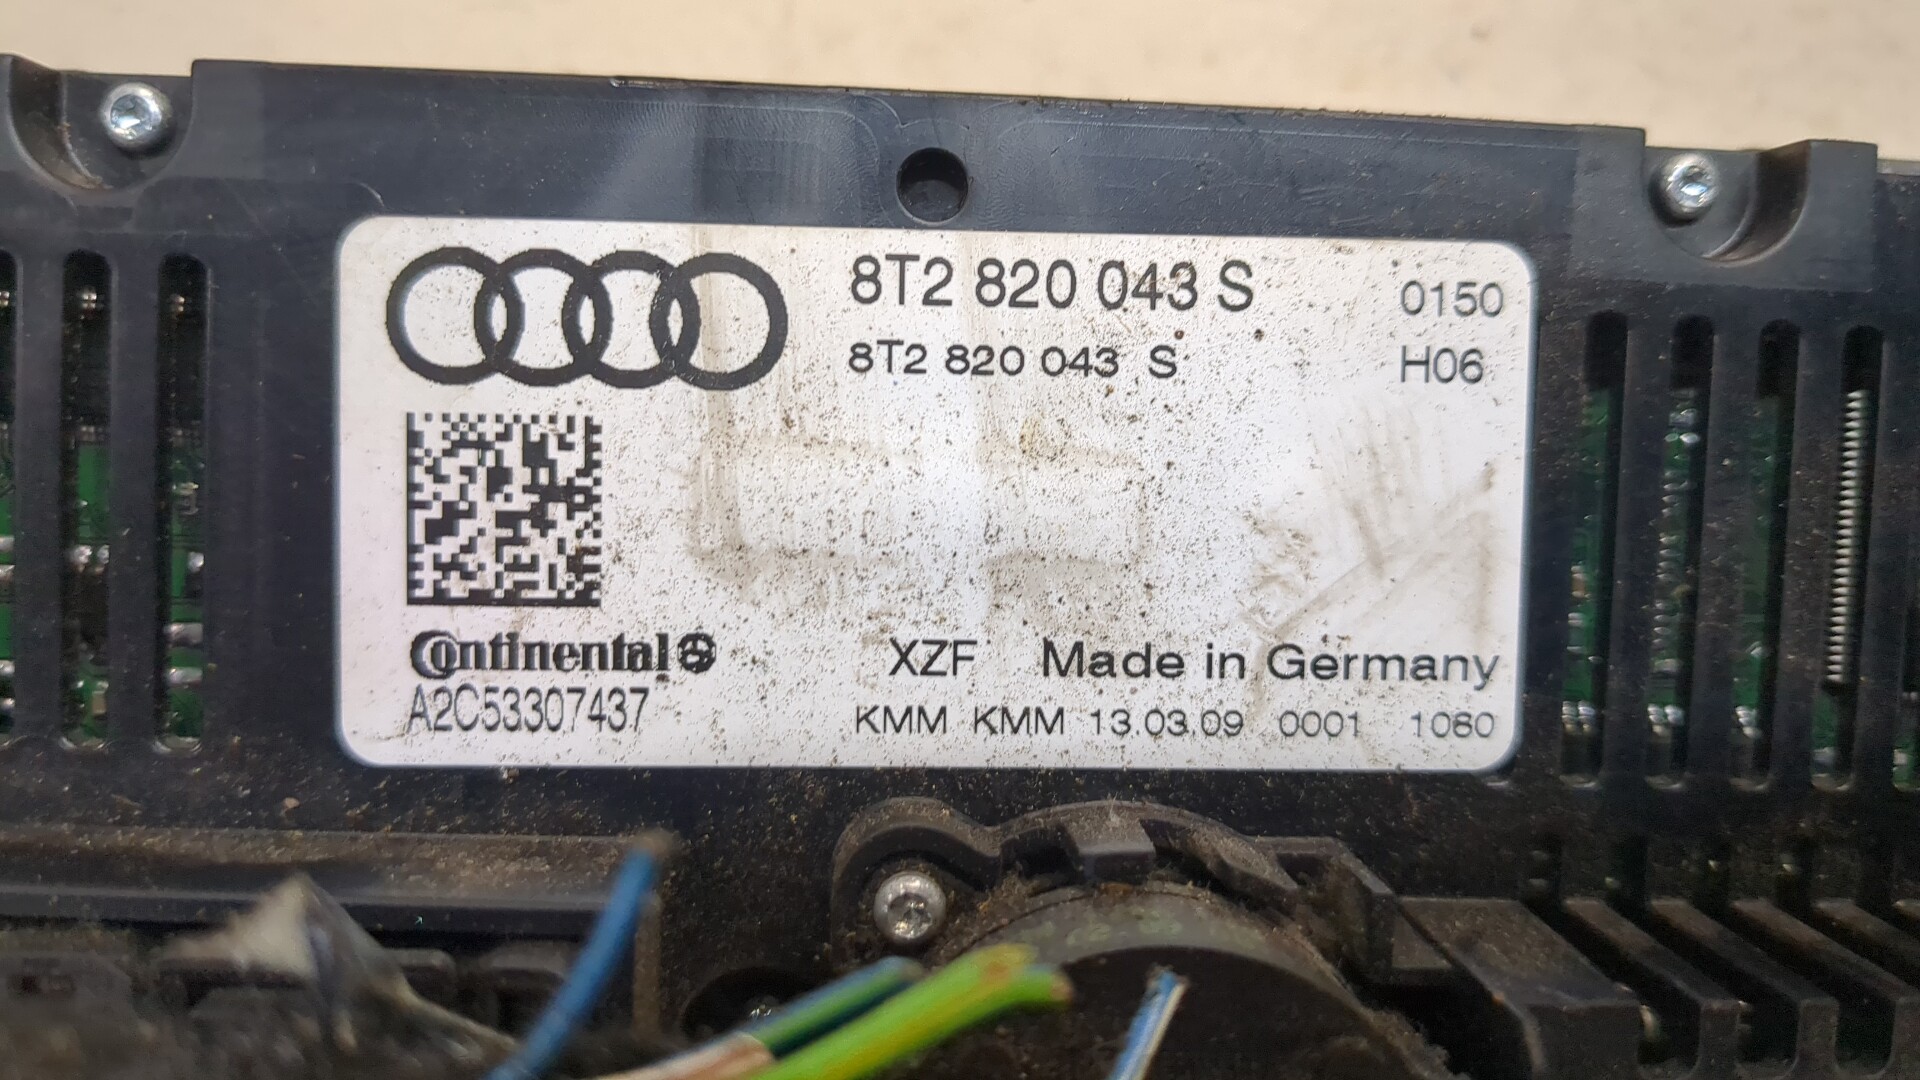 8T2 820 043 S 0150
8T2 820 043 S H06
Continental
XZF Made in Germany
A2C53307437
KMM KMM 13.03.09 0001 1060